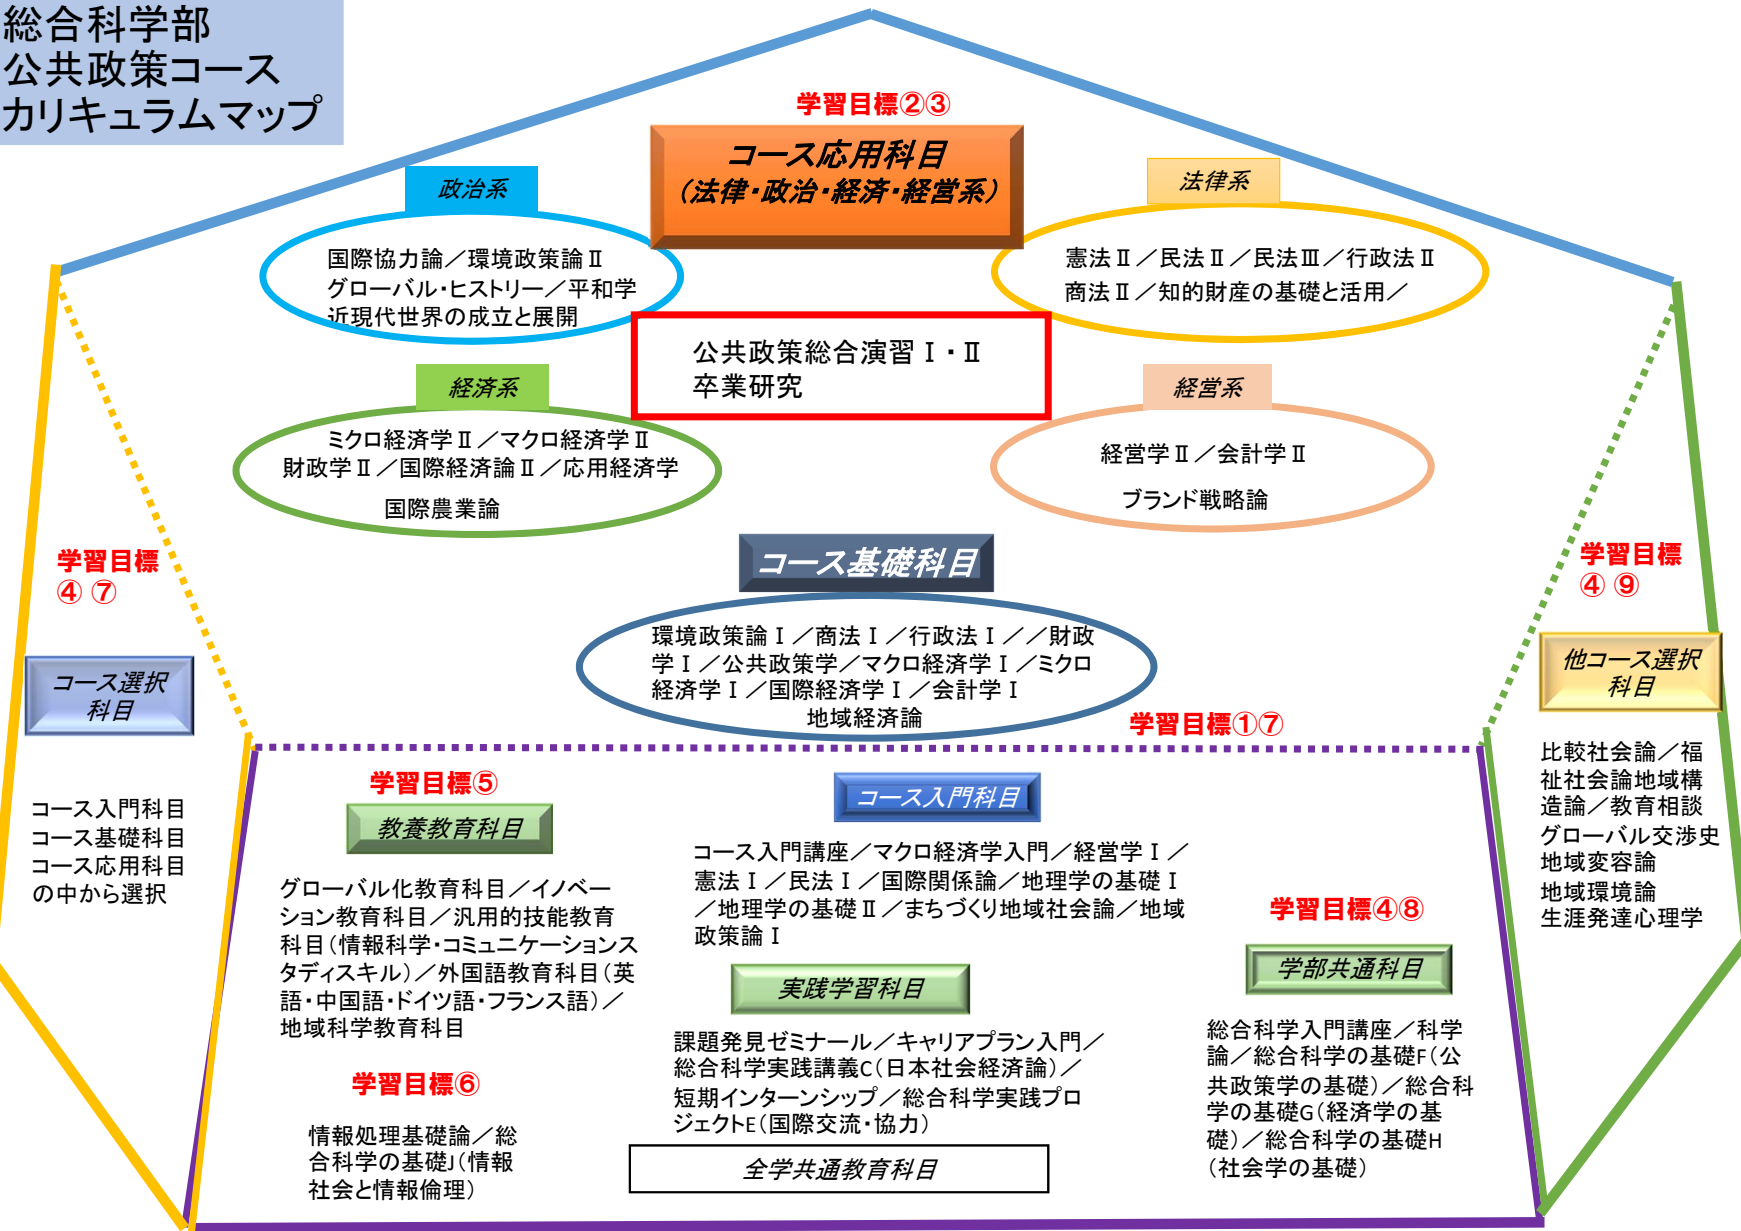 総合科学部
公共政策コース
カリキュラムマップ
学習目標②③
コース応用科目
(法律・政治・経済・経営系)
政治系
国際協力論／環境政策論Ⅱ
グローバル・ヒストリー／平和学
近現代世界の成立と展開
法律系
憲法Ⅱ／民法Ⅱ／民法Ⅲ／行政法Ⅱ
商法Ⅱ／知的財産の基礎と活用／
公共政策総合演習Ⅰ・Ⅱ
卒業研究
経済系
ミクロ経済学Ⅱ／マクロ経済学Ⅱ
財政学Ⅱ／国際経済論Ⅱ／応用経済学
国際農業論
経営系
経営学Ⅱ／会計学Ⅱ
ブランド戦略論
コース基礎科目
環境政策論Ⅰ／商法Ⅰ／行政法Ⅰ／／財政
学Ⅰ／公共政策学／マクロ経済学Ⅰ／ミクロ
経済学Ⅰ／国際経済学Ⅰ／会計学Ⅰ
地域経済論
学習目標
④ ⑦
コース選択
科目
コース入門科目
コース基礎科目
コース応用科目
の中から選択
学習目標
④ ⑨
他コース選択
科目
比較社会論／福
祉社会論地域構
造論／教育相談
グローバル交渉史
地域変容論
地域環境論
生涯発達心理学
学習目標①⑦
コース入門科目
コース入門講座／マクロ経済学入門／経営学Ⅰ／
憲法Ⅰ／民法Ⅰ／国際関係論／地理学の基礎Ⅰ
／地理学の基礎Ⅱ／まちづくり地域社会論／地域
政策論Ⅰ
学習目標⑤
教養教育科目
グローバル化教育科目／イノベー
ション教育科目／汎用的技能教育
科目(情報科学・コミュニケーションス
タディスキル)／外国語教育科目(英
語・中国語・ドイツ語・フランス語)／
地域科学教育科目
学習目標⑥
情報処理基礎論／総
合科学の基礎J(情報
社会と情報倫理)
実践学習科目
課題発見ゼミナール／キャリアプラン入門／
総合科学実践講義C(日本社会経済論)／
短期インターンシップ／総合科学実践プロ
ジェクトE(国際交流・協力)
全学共通教育科目
学習目標④⑧
学部共通科目
総合科学入門講座／科学
論／総合科学の基礎F(公
共政策学の基礎)／総合科
学の基礎G(経済学の基
礎)／総合科学の基礎H
(社会学の基礎)